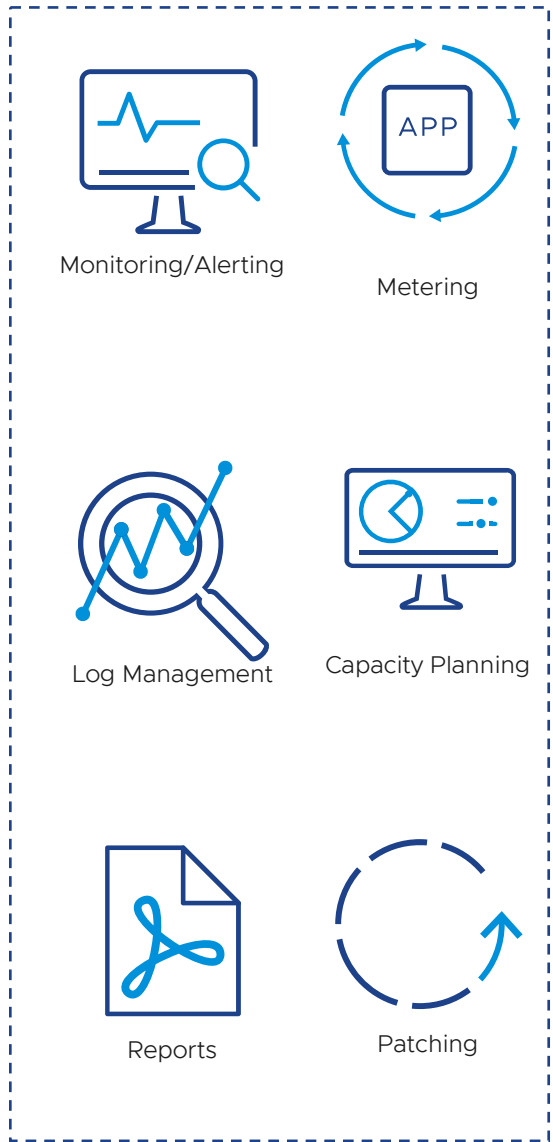 APP
Monitoring/Alerting
Metering
Log Management
Capacity Planning
Reports
Patching